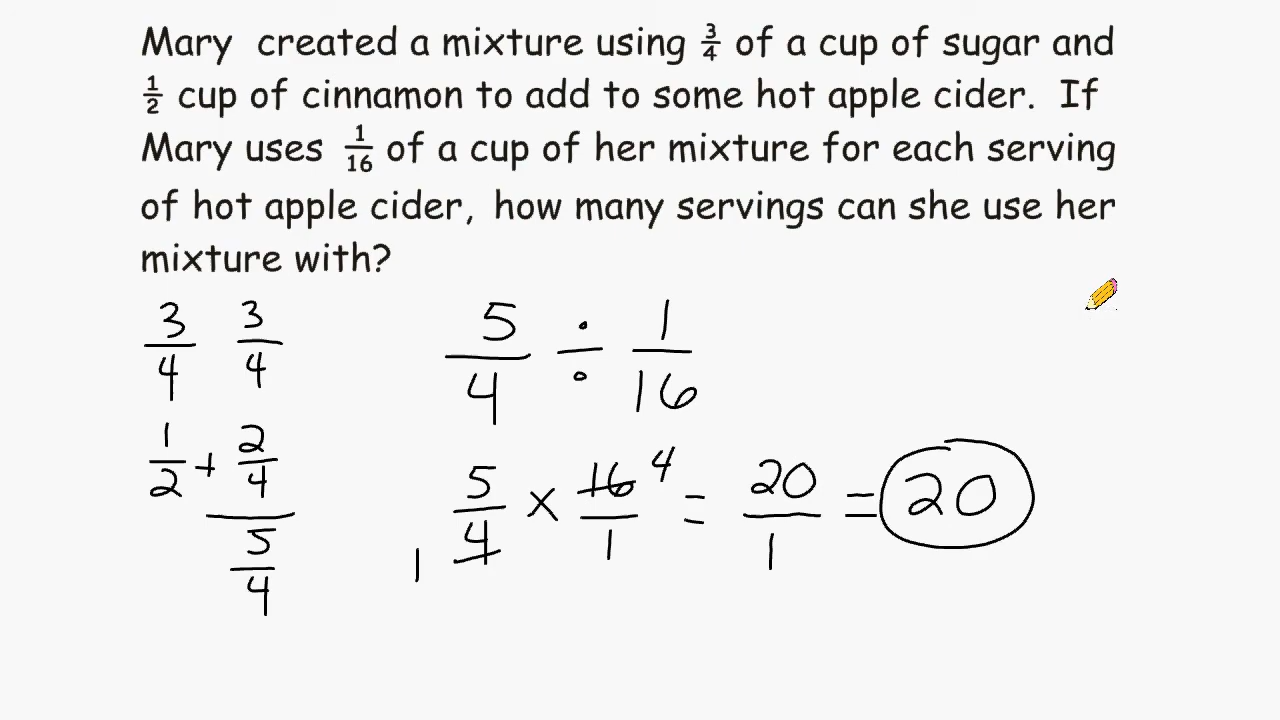 Mary created a mixture using 3/4 of a cup of sugar and
1/2 cup of cinnamon to add to some hot apple cider. If
Mary uses 1/16 of a cup of her mixture for each serving
of hot apple cider, how many servings can she use her
mixture with?
3/4 3/4
1/2 + 2/4
5/4
5/4 ÷ 1/16
1 5/4 × 16/1 4 = 20/1 = 20